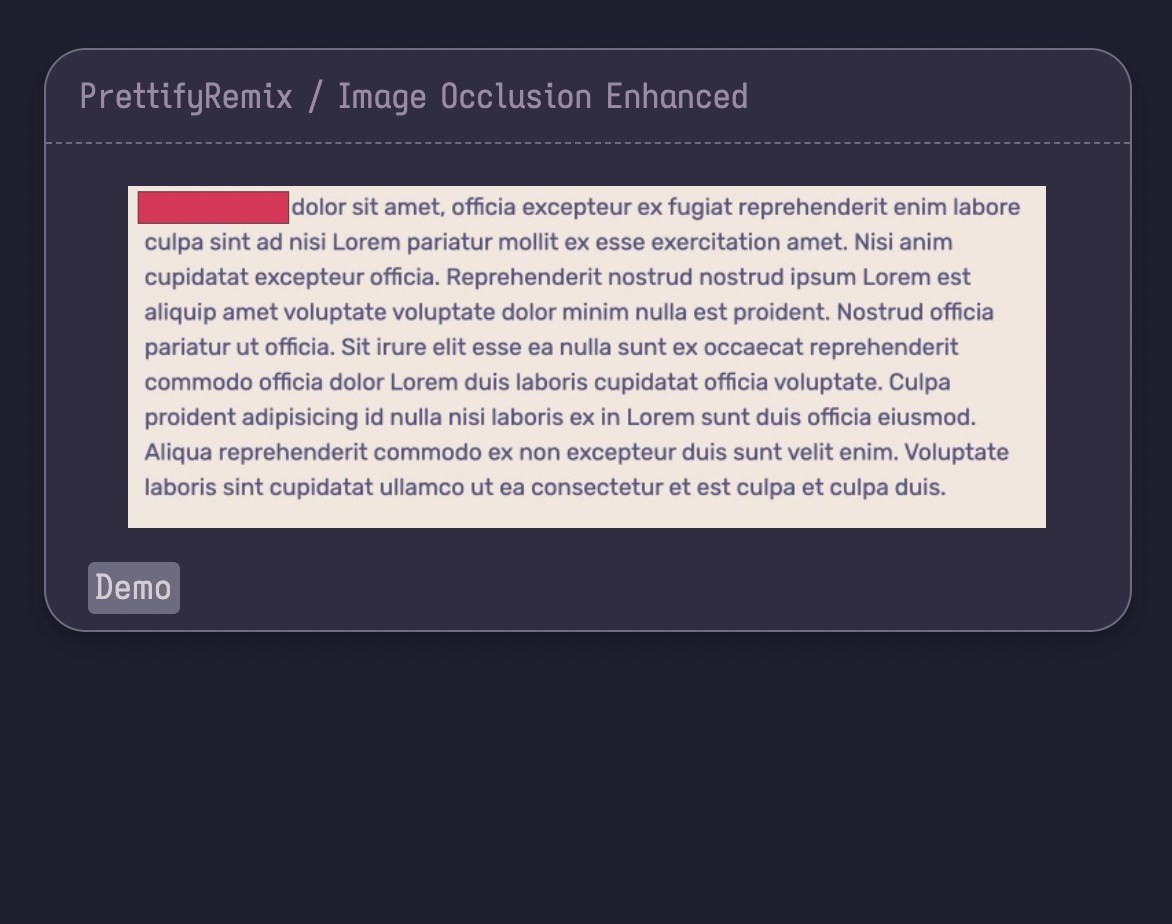 PrettifyRemix / Image Occlusion Enhanced
dolor sit amet, officia excepteur ex fugiat reprehenderit enim labore
culpa sint ad nisi Lorem pariatur mollit ex esse exercitation amet. Nisi anim
cupidatat excepteur officia. Reprehenderit nostrud nostrud ipsum Lorem est
aliquip amet voluptate voluptate dolor minim nulla est proident. Nostrud officia
pariatur ut officia. Sit irure elit esse ea nulla sunt ex occaecat reprehenderit
commodo officia dolor Lorem duis laboris cupidatat officia voluptate. Culpa
proident adipisicing id nulla nisi laboris ex in Lorem sunt duis officia eiusmod.
Aliqua reprehenderit commodo ex non excepteur duis sunt velit enim. Voluptate
laboris sint cupidatat ullamco ut ea consectetur et est culpa et culpa duis.
Demo